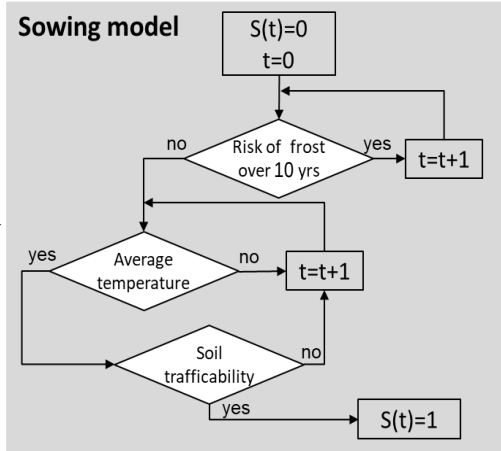 Sowing model
S(t)=0
t=0
Risk of frost
over 10 yrs
no
yes
t=t+1
Average
temperature
yes
no
t=t+1
Soil
trafficability
no
yes
S(t)=1